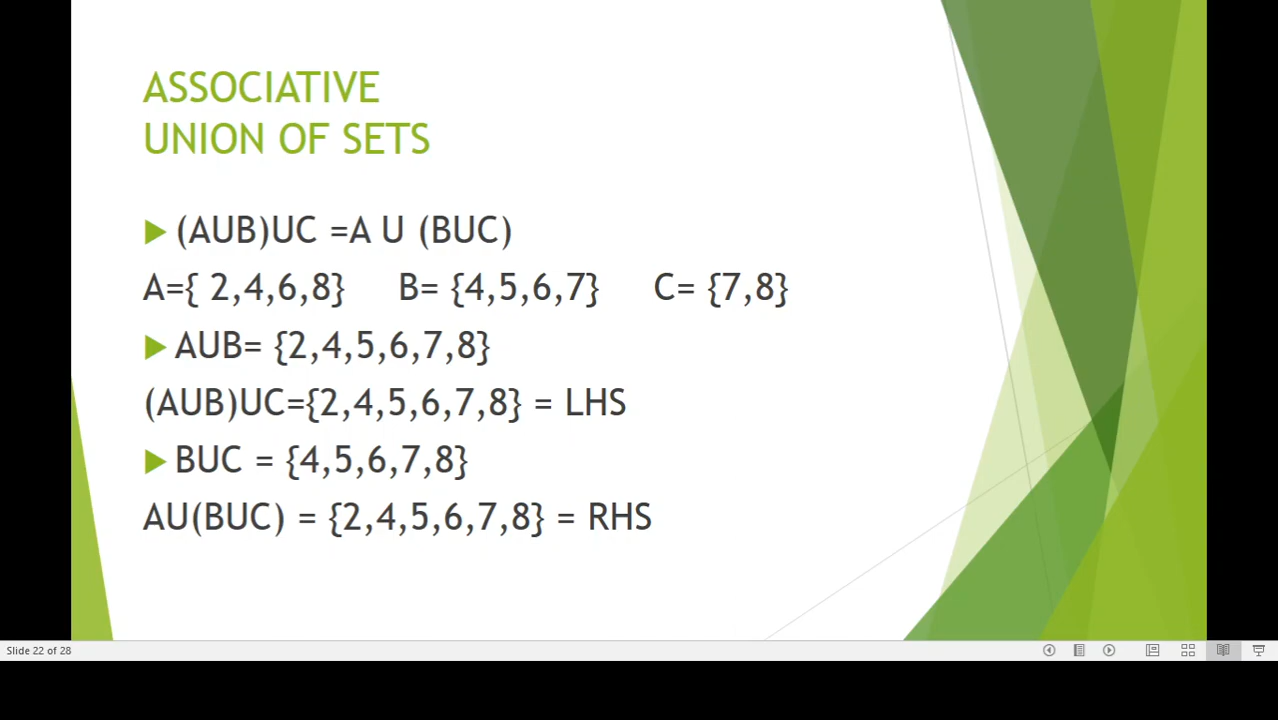 ASSOCIATIVE
UNION OF SETS
(AUB)UC =A U (BUC)
A={ 2,4,6,8} B= {4,5,6,7} C= {7,8}
AUB= {2,4,5,6,7,8}
(AUB)UC={2,4,5,6,7,8} = LHS
BUC = {4,5,6,7,8}
AU(BUC) = {2,4,5,6,7,8} = RHS
Slide 22 of 28